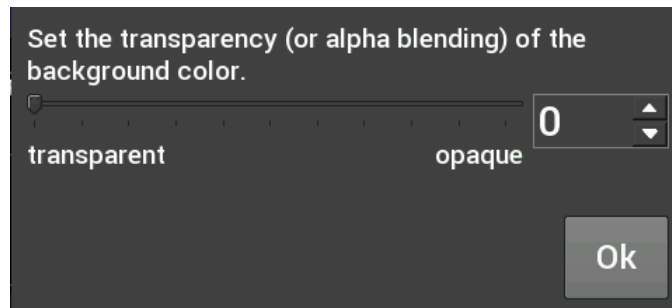 Set the transparency (or alpha blending) of the
background color.
0
transparent opaque
Ok